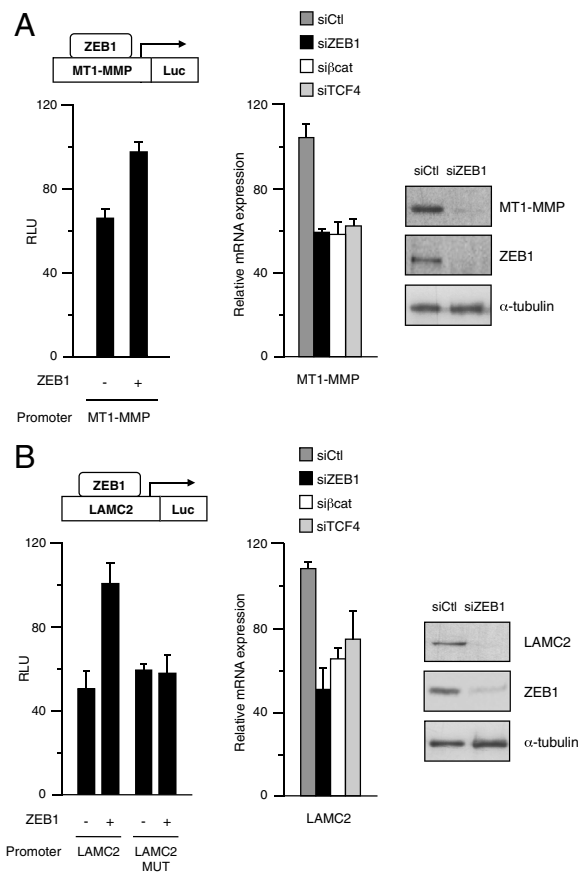 A
ZEB1
MT1-MMP Luc
RLU
120
80
40
0
ZEB1 - +
Promoter MT1-MMP
siCtl
siZEB1
siβcat
siTCF4
Relative mRNA expression
120
80
40
0
MT1-MMP
siCtl siZEB1
MT1-MMP
ZEB1
α-tubulin
B
ZEB1
LAMC2 Luc
RLU
120
80
40
0
ZEB1 - + - +
Promoter LAMC2 LAMC2
MUT
siCtl
siZEB1
siβcat
siTCF4
Relative mRNA expression
120
80
40
0
LAMC2
siCtl siZEB1
LAMC2
ZEB1
α-tubulin